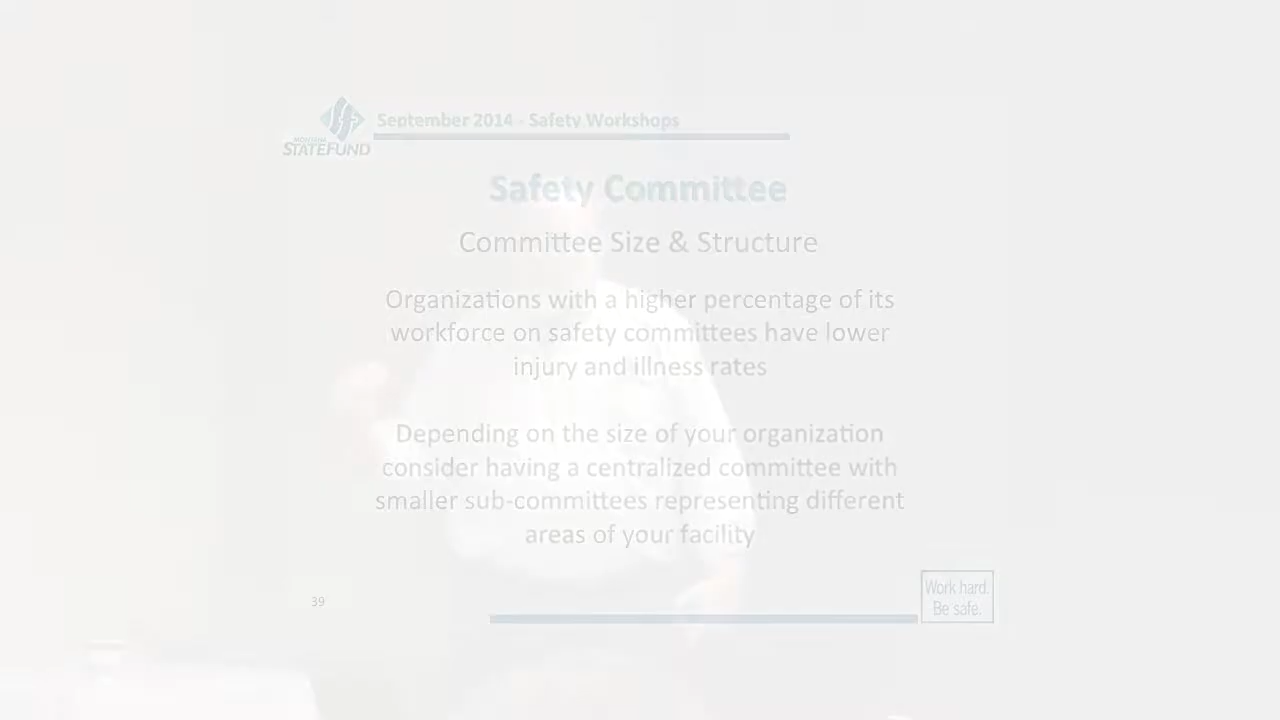 September 2014 - Safety Workshops
MONTANA
STATEFUND
Safety Committee
Committee Size & Structure
Organizations with a higher percentage of its
workforce on safety committees have lower
injury and illness rates
Depending on the size of your organization
consider having a centralized committee with
smaller sub-committees representing different
areas of your facility
39
Work hard.
Be safe.